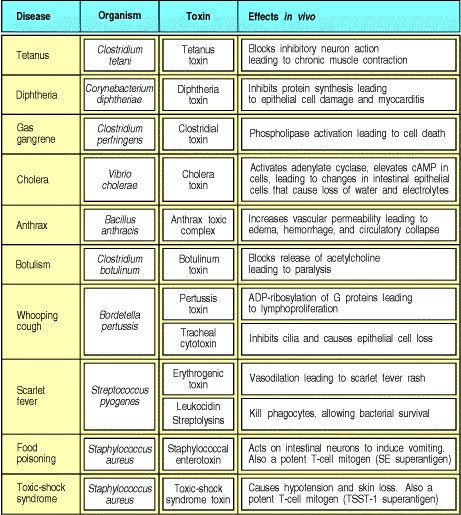 Disease Organism Toxin Effects in vivo
Tetanus
Clostridium
tetani
Tetanus
toxin
Blocks inhibitory neuron action
leading to chronic muscle contraction
Diphtheria
Corynebacterium
diphtheriae
Diphtheria
toxin
Inhibits protein synthesis leading
to epithelial cell damage and myocarditis
Gas
gangrene
Clostridium
perfringens
Clostridial
toxin
Phospholipase activation leading to cell death
Cholera
Vibrio
cholerae
Cholera
toxin
Activates adenylate cyclase, elevates cAMP in
cells, leading to changes in intestinal epithelial
cells that cause loss of water and electrolytes
Anthrax
Bacillus
anthracis
Anthrax toxic
complex
Increases vascular permeability leading to
edema, hemorrhage, and circulatory collapse
Botulism
Clostridium
botulinum
Botulinum
toxin
Blocks release of acetylcholine
leading to paralysis
Whooping
cough
Bordetella
pertussis
Pertussis
toxin
ADP-ribosylation of G proteins leading
to lymphoproliferation
Tracheal
cytotoxin
Inhibits cilia and causes epithelial cell loss
Scarlet
fever
Streptococcus
pyogenes
Erythrogenic
toxin
Vasodilation leading to scarlet fever rash
Leukocidin
Streptolysins
Kill phagocytes, allowing bacterial survival
Food
poisoning
Staphylococcus
aureus
Staphylococcal
enterotoxin
Acts on intestinal neurons to induce vomiting.
Also a potent T-cell mitogen (SE superantigen)
Toxic-shock
syndrome
Staphylococcus
aureus
Toxic-shock
syndrome toxin
Causes hypotension and skin loss. Also a
potent T-cell mitogen (TSST-1 superantigen)